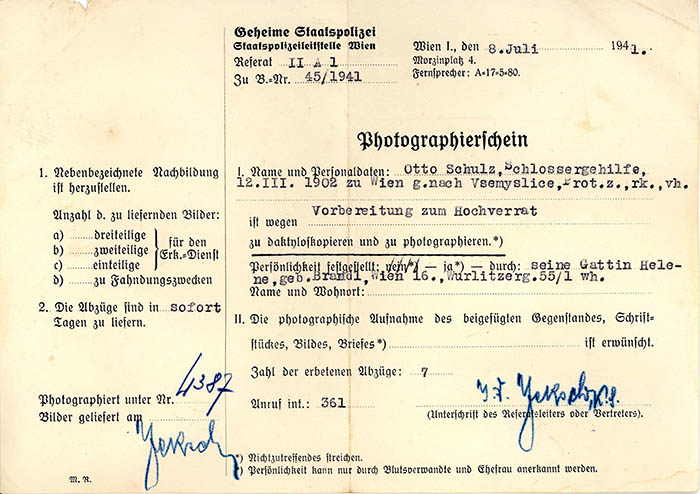 Geheime Staatspolizei
Staatspolizeileitstelle Wien
Referat II A 1
Zu B.-Nr. 45/1941
Wien I., den 8. Juli 1941.
Morzinplatz 4.
Fernsprecher: A-17-5-80.
Photographierschein
1. Nebenbezeichnete Nachbildung
ist herzustellen.
Anzahl d. zu liefernden Bilder:
a) dreiteilige
b) zweiteilige
c) einteilige
für den
Erk.-Dienst
d) zu Fahndungszwecken
2. Die Abzüge sind in sofort
Tagen zu liefern.
Photographiert unter Nr. 4387
Bilder geliefert am
M. R.
I. Name und Personaldaten: Otto Schulz, Schlossergehilfe,
12.III. 1902 zu Wien g.nach Vsemyslice, Prot.z.,rk.,vh.
Vorbereitung zum Hochverrat
ist wegen
zu daktyloskopieren und zu photographieren.*)
Persönlichkeit festgestellt: nein*) — ja*) — durch: seine Gattin Hele-
ne,geb.Brandl,Wien 16.,Wurlitzerg.55/1 wh.
Name und Wohnort:
II. Die photographische Aufnahme des beigefügten Gegenstandes, Schrift-
stückes, Bildes, Briefes*) ist erwünscht.
Zahl der erbetenen Abzüge: 7
Anruf int.: 361
(Unterschrift des Referatsleiters oder Vertreters).
*) Nichtzutreffendes streichen.
*) Persönlichkeit kann nur durch Blutsverwandte und Ehefrau anerkannt werden.